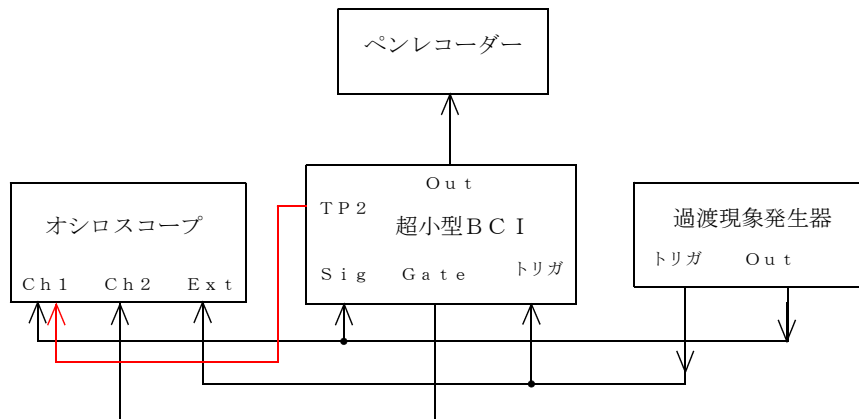 ペンレコーダー
Out
TP2
超小型BCI
Sig
Gate
トリガ
オシロスコープ
Ch1
Ch2
Ext
過渡現象発生器
トリガ
Out